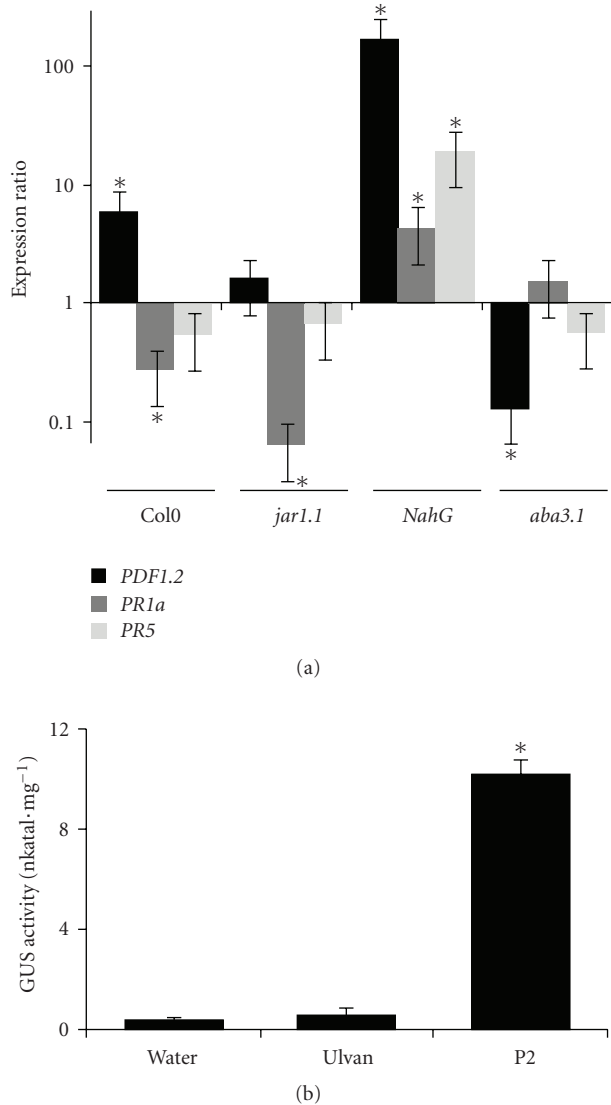 100
10
1
0.1
Expression ratio
*
*
*
*
*
*
*
Col0
jar1.1
NahG
aba3.1
PDF1.2
PR1a
PR5
(a)
12
8
4
0
GUS activity (nkatal·mg−1)
*
Water
Ulvan
P2
(b)